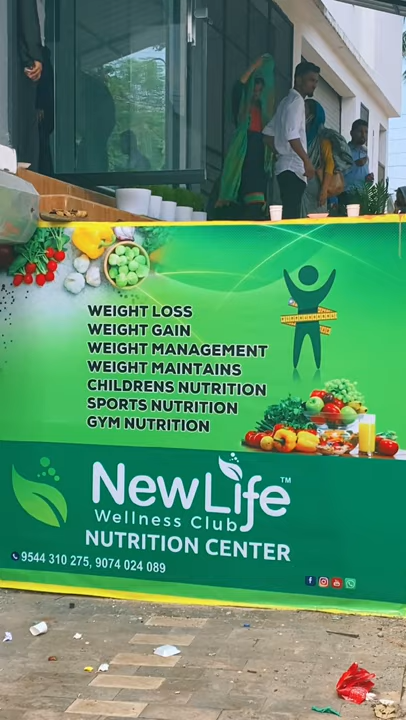 WEIGHT LOSS
WEIGHT GAIN
WEIGHT MANAGEMENT
WEIGHT MAINTAINS
CHILDRENS NUTRITION
SPORTS NUTRITION
GYM NUTRITION
NewLife™
Wellness Club
NUTRITION CENTER
9544 310 275, 9074 024 089